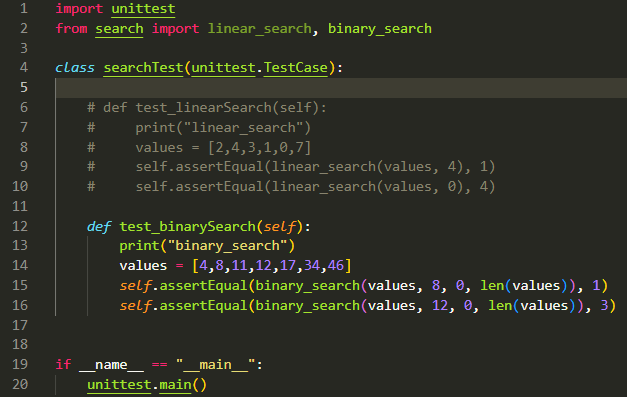 1 import unittest
2 from search import linear_search, binary_search
3
4 class searchTest(unittest.TestCase):
5
6     # def test_linearSearch(self):
7     #     print("linear_search")
8     #     values = [2,4,3,1,0,7]
9     #     self.assertEqual(linear_search(values, 4), 1)
10     #     self.assertEqual(linear_search(values, 0), 4)
11
12     def test_binarySearch(self):
13         print("binary_search")
14         values = [4,8,11,12,17,34,46]
15         self.assertEqual(binary_search(values, 8, 0, len(values)), 1)
16         self.assertEqual(binary_search(values, 12, 0, len(values)), 3)
17
18
19 if __name__ == "__main__":
20     unittest.main()